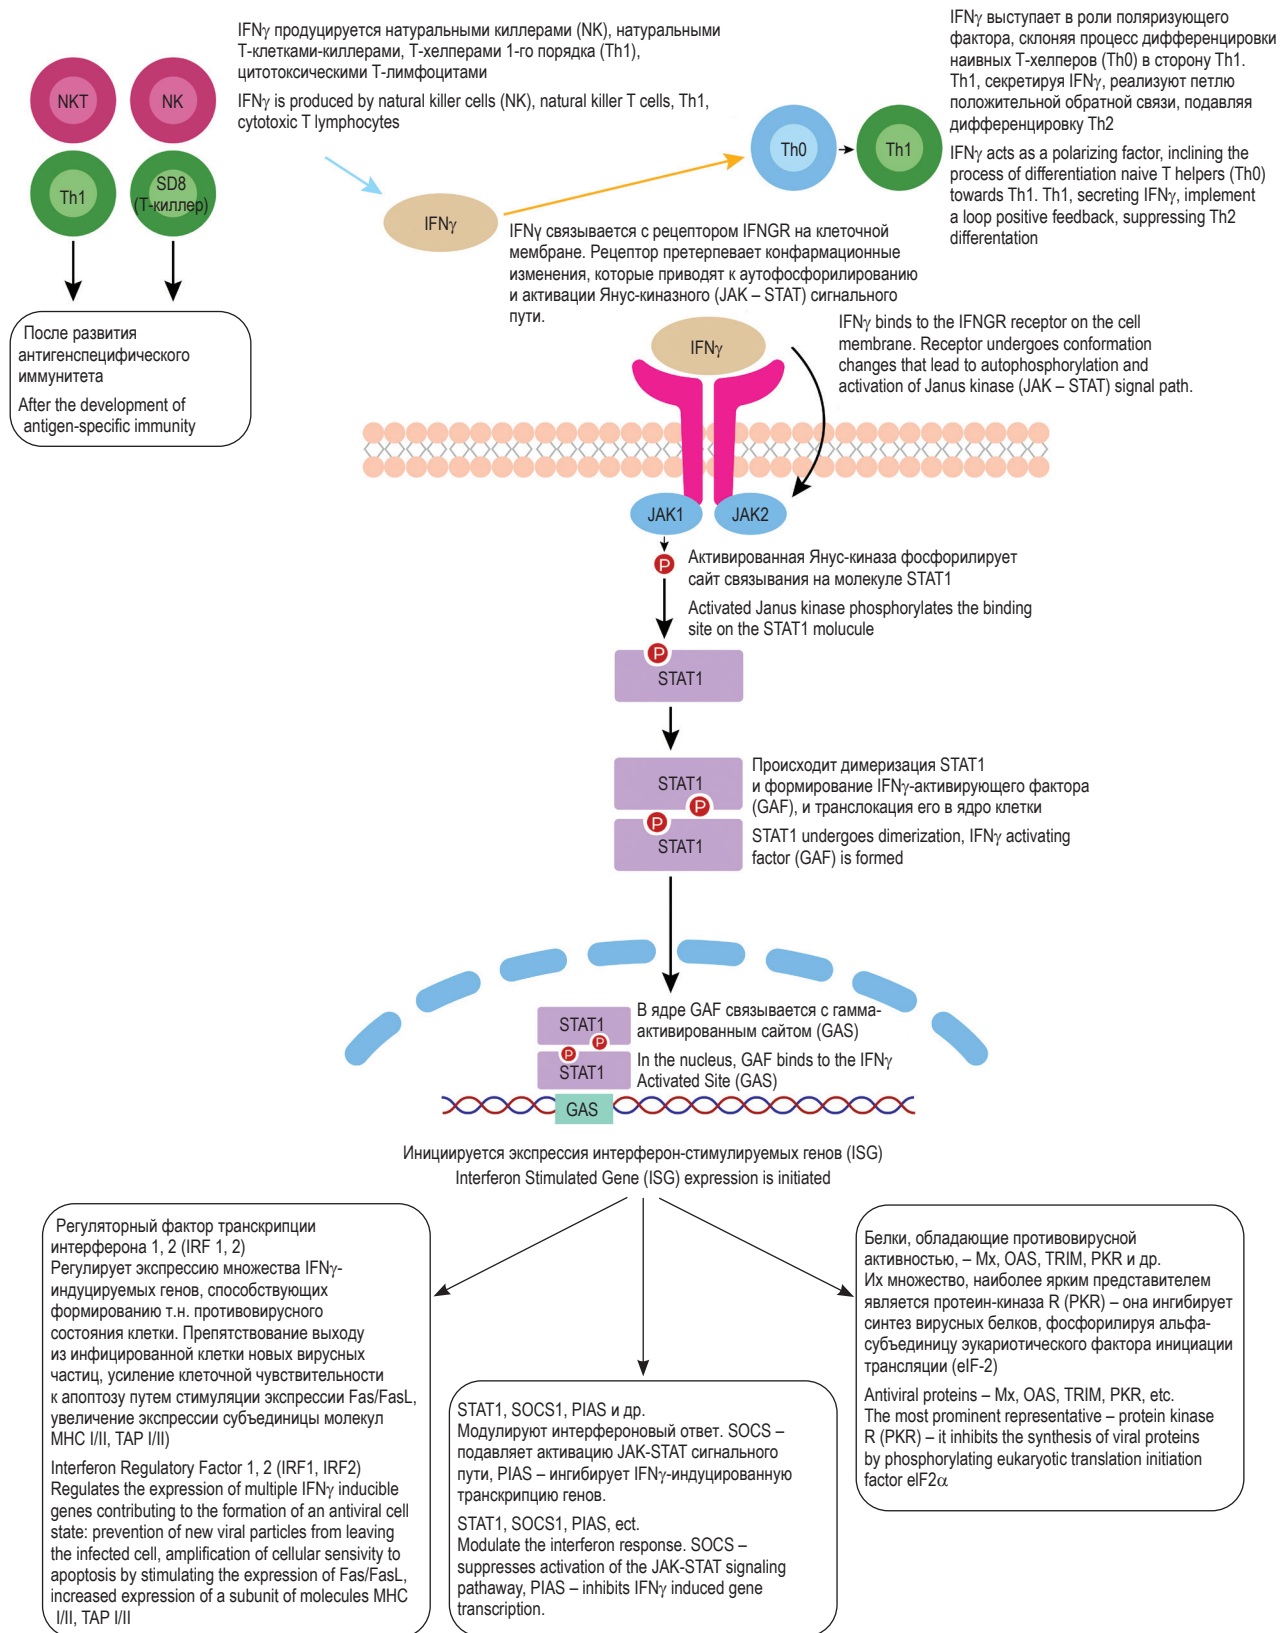 IFNγ продуцируется натуральными киллерами (NK), натуральными
Т-клетками-киллерами, Т-хелперами 1-го порядка (Th1),
цитотоксическими Т-лимфоцитами
IFNγ is produced by natural killer cells (NK), natural killer T cells, Th1,
cytotoxic T lymphocytes
NKT
NK
Th1
SD8
(Т-киллер)
После развития
антигенспецифического
иммунитета
After the development of
antigen-specific immunity
IFNγ
Th0
Th1
IFNγ выступает в роли поляризующего
фактора, склоняя процесс дифференцировки
наивных Т-хелперов (Th0) в сторону Th1.
Th1, секретируя IFNγ, реализуют петлю
положительной обратной связи, подавляя
дифференцировку Th2
IFNγ acts as a polarizing factor, inclining the
process of differentiation naive T helpers (Th0)
towards Th1. Th1, secreting IFNγ, implement
a loop positive feedback, suppressing Th2
differentation
IFNγ связывается с рецептором IFNGR на клеточной
мембране. Рецептор претерпевает конфармационные
изменения, которые приводят к аутофосфорилированию
и активации Янус-киназного (JAK – STAT) сигнального
пути.
IFNγ binds to the IFNGR receptor on the cell
membrane. Receptor undergoes conformation
changes that lead to autophosphorylation and
activation of Janus kinase (JAK – STAT) signal path.
IFNγ
JAK1
JAK2
P
Активированная Янус-киназа фосфорилирует
сайт связывания на молекуле STAT1
Activated Janus kinase phosphorylates the binding
site on the STAT1 molucule
P
STAT1
STAT1
P
P
STAT1
Происходит димеризация STAT1
и формирование IFNγ-активирующего фактора
(GAF), и транслокация его в ядро клетки
STAT1 undergoes dimerization, IFNγ activating
factor (GAF) is formed
STAT1
P
P
STAT1
GAS
В ядре GAF связывается с гамма-
активированным сайтом (GAS)
In the nucleus, GAF binds to the IFNγ
Activated Site (GAS)
Инициируется экспрессия интерферон-стимулируемых генов (ISG)
Interferon Stimulated Gene (ISG) expression is initiated
Регуляторный фактор транскрипции
интерферона 1, 2 (IRF 1, 2)
Регулирует экспрессию множества IFNγ-
индуцируемых генов, способствующих
формированию т.н. противовирусного
состояния клетки. Препятствование выходу
из инфицированной клетки новых вирусных
частиц, усиление клеточной чувствительности
к апоптозу путем стимуляции экспрессии Fas/FasL,
увеличение экспрессии субъединицы молекул
MHC I/II, TAP I/II)
Interferon Regulatory Factor 1, 2 (IRF1, IRF2)
Regulates the expression of multiple IFNγ inducible
genes contributing to the formation of an antiviral cell
state: prevention of new viral particles from leaving
the infected cell, amplification of cellular sensivity to
apoptosis by stimulating the expression of Fas/FasL,
increased expression of a subunit of molecules MHC
I/II, TAP I/II
STAT1, SOCS1, PIAS и др.
Модулируют интерфероновый ответ. SOCS –
подавляет активацию JAK-STAT сигнального
пути, PIAS – ингибирует IFNγ-индуцированную
транскрипцию генов.
STAT1, SOCS1, PIAS, ect.
Modulate the interferon response. SOCS –
suppresses activation of the JAK-STAT signaling
pathaway, PIAS – inhibits IFNγ induced gene
transcription.
Белки, обладающие противовирусной
активностью, – Mx, OAS, TRIM, PKR и др.
Их множество, наиболее ярким представителем
является протеин-киназа R (PKR) – она ингибирует
синтез вирусных белков, фосфорилируя альфа-
субъединицу эукариотического фактора инициации
трансляции (eIF-2)
Antiviral proteins – Mx, OAS, TRIM, PKR, etc.
The most prominent representative – protein kinase
R (PKR) – it inhibits the synthesis of viral proteins
by phosphorylating eukaryotic translation initiation
factor eIF2α